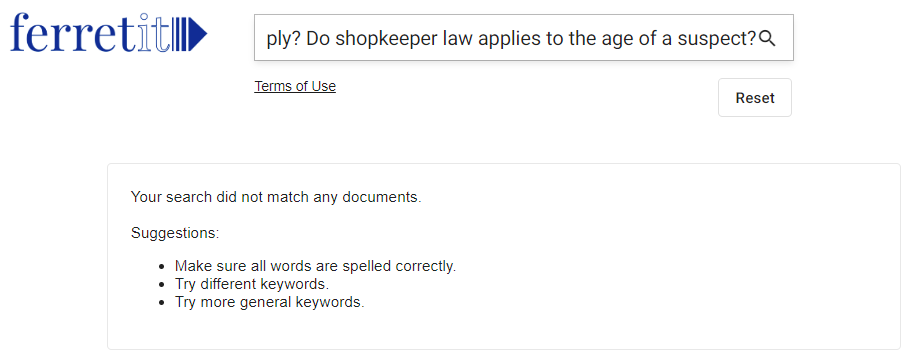 ferretit
ply? Do shopkeeper law applies to the age of a suspect?
Terms of Use
Reset
Your search did not match any documents.
Suggestions:
Make sure all words are spelled correctly.
Try different keywords.
Try more general keywords.